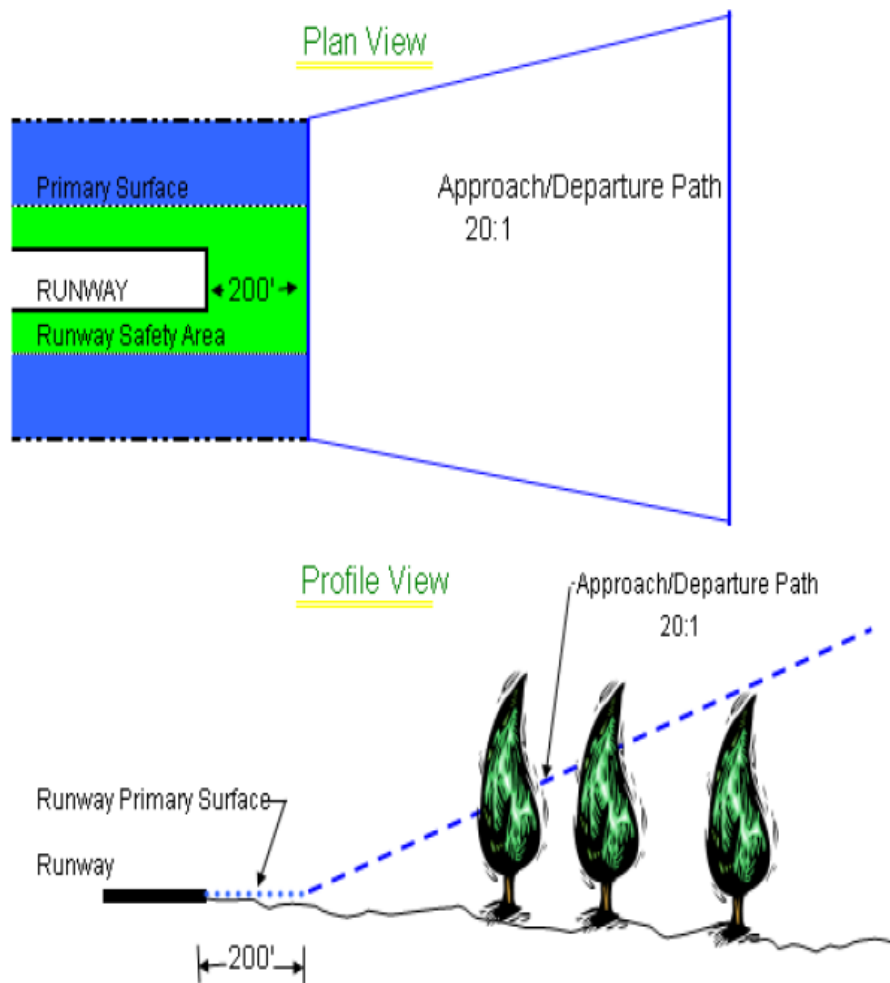 Plan View
Primary Surface
Approach/Departure Path
20:1
RUNWAY
200'
Runway Safety Area
Profile View
Approach/Departure Path
20:1
Runway Primary Surface
Runway
200'